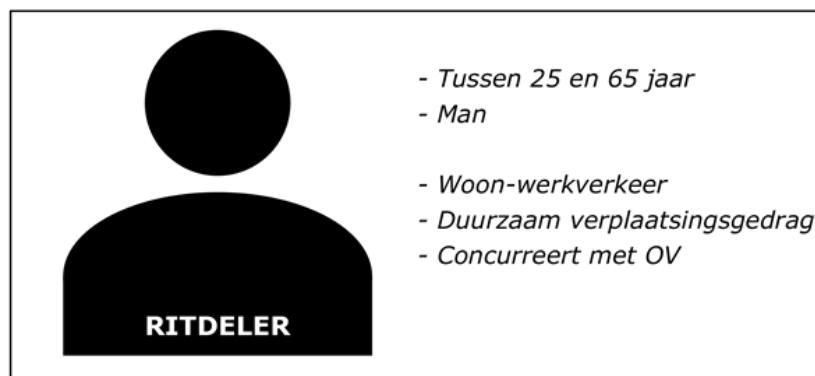 - Tussen 25 en 65 jaar
- Man
- Woon-werkverkeer
- Duurzaam verplaatsingsgedrag
- Concurreert met OV
RITDELER